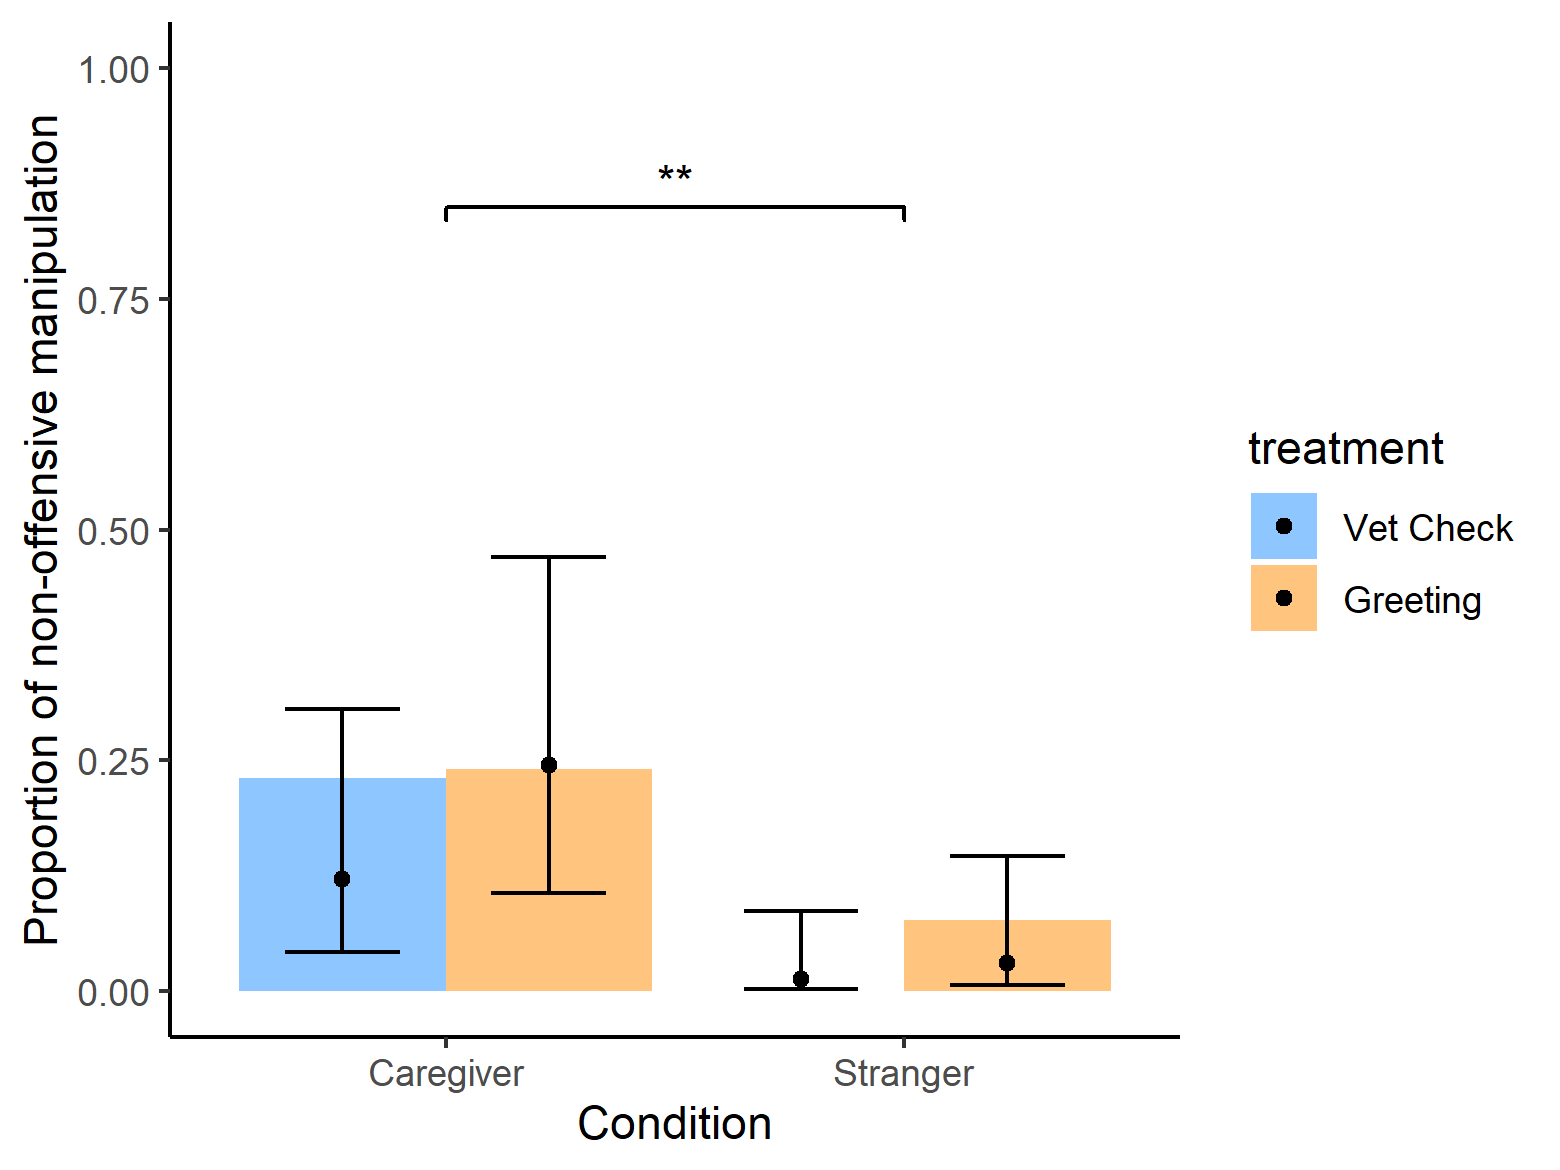 Proportion of non-offensive manipulation
1.00
0.75
0.50
0.25
0.00
**
Caregiver
Stranger
Condition
treatment
Vet Check
Greeting